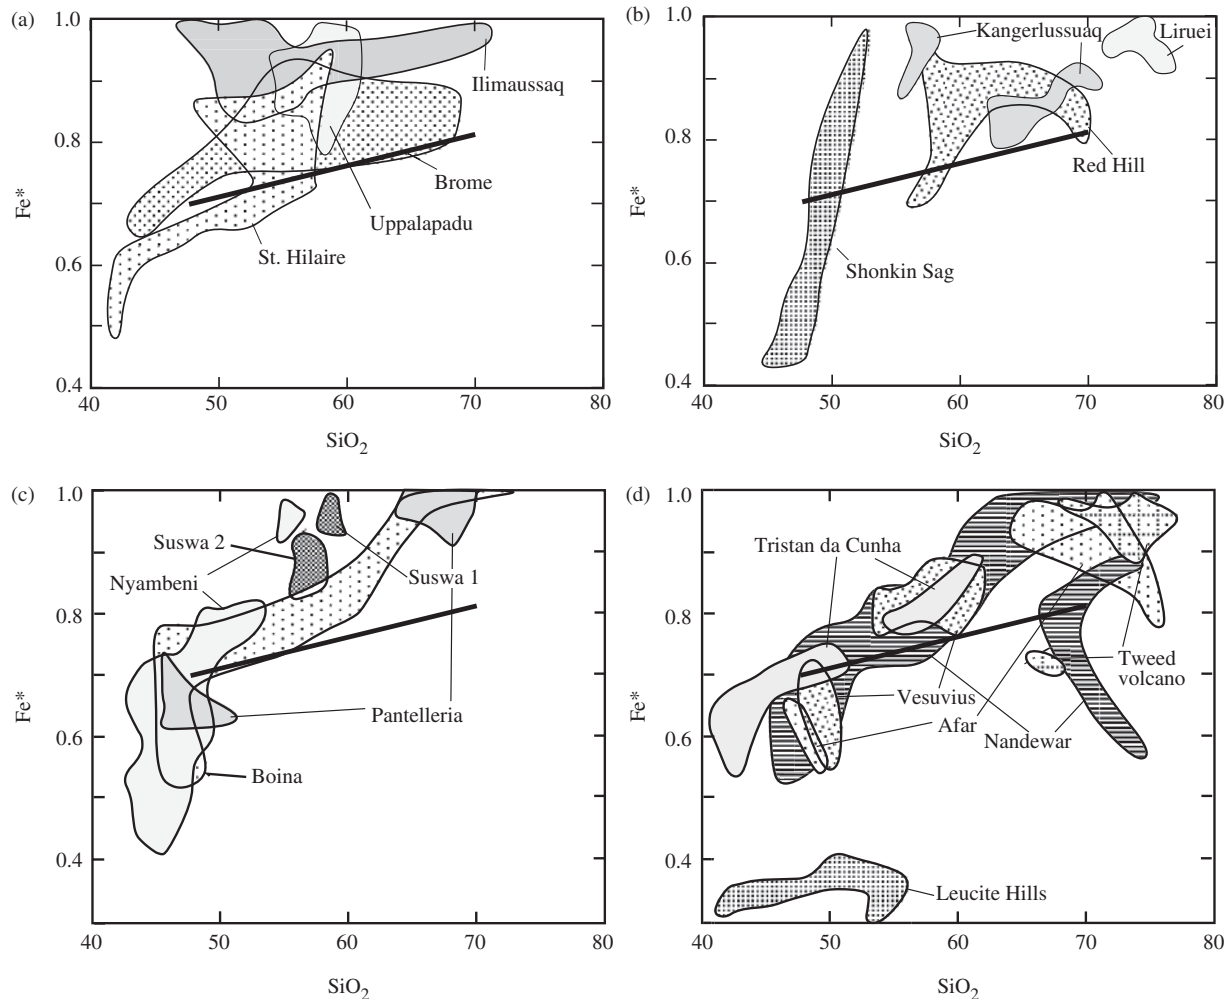 (a)
1.0
0.8
0.6
0.4
Fe*
40
50
60
70
80
SiO2
Ilimaussaq
Brome
Uppalapadu
St. Hilaire
(b)
1.0
0.8
0.6
0.4
Fe*
40
50
60
70
80
SiO2
Kangerlussuaq
Liruei
Red Hill
Shonkin Sag
(c)
1.0
0.8
0.6
0.4
Fe*
40
50
60
70
80
SiO2
Suswa 2
Nyambeni
Suswa 1
Pantelleria
Boina
(d)
1.0
0.8
0.6
0.4
Fe*
40
50
60
70
80
SiO2
Tristan da Cunha
Tweed
volcano
Vesuvius
Afar
Nandewar
Leucite Hills